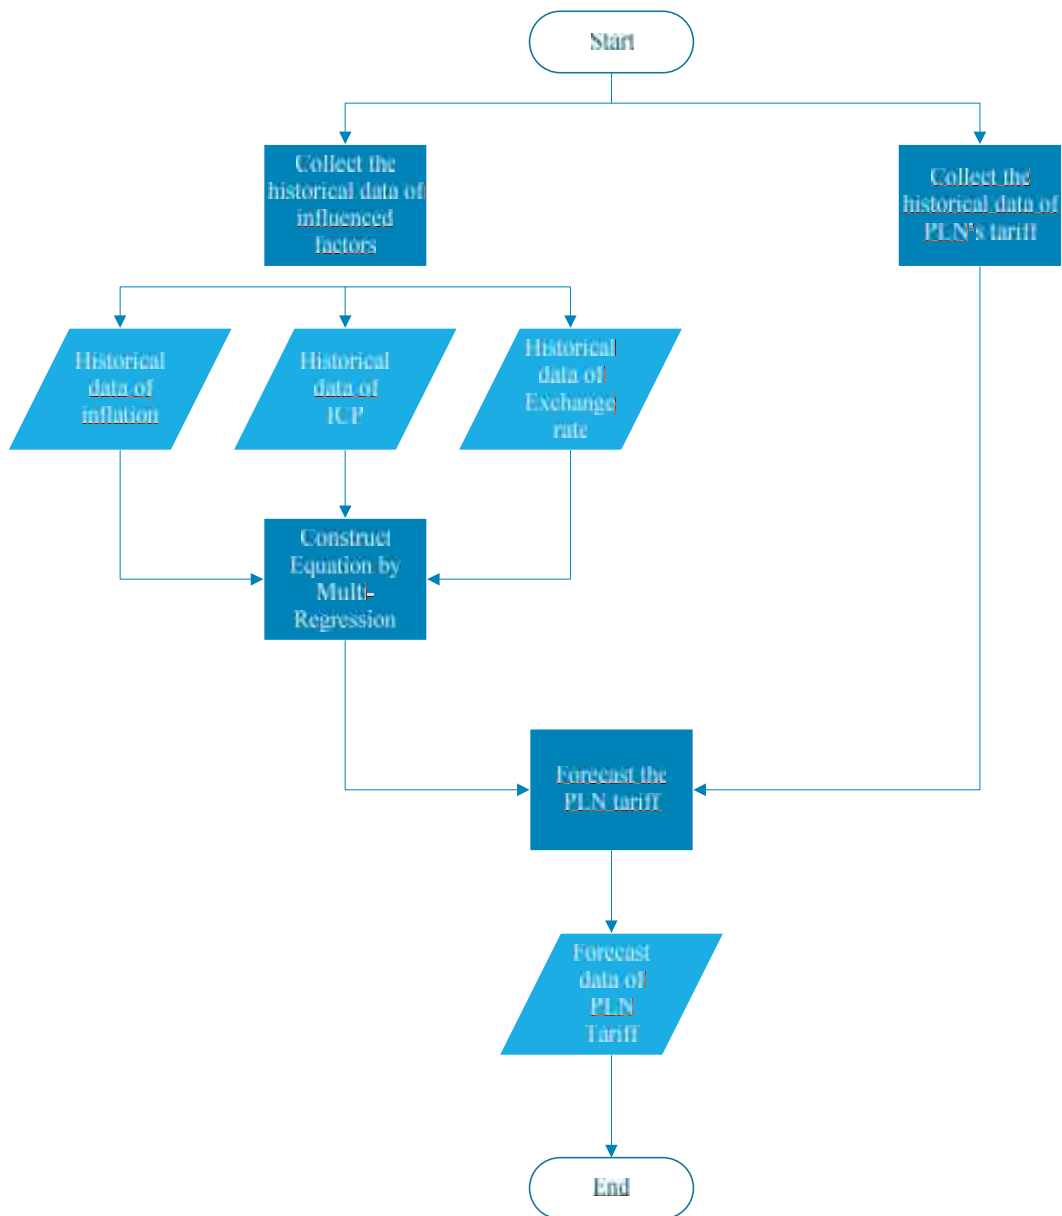 Start
Collect the
historical data of
influenced
factors
Collect the
historical data of
PLN's tariff
Historical
data of
inflation
Historical
data of
ICP
Historical
data of
Exchange
rate
Construct
Equation by
Multi-
Regression
Forecast the
PLN tariff
Forecast
data of
PLN
Tariff
End